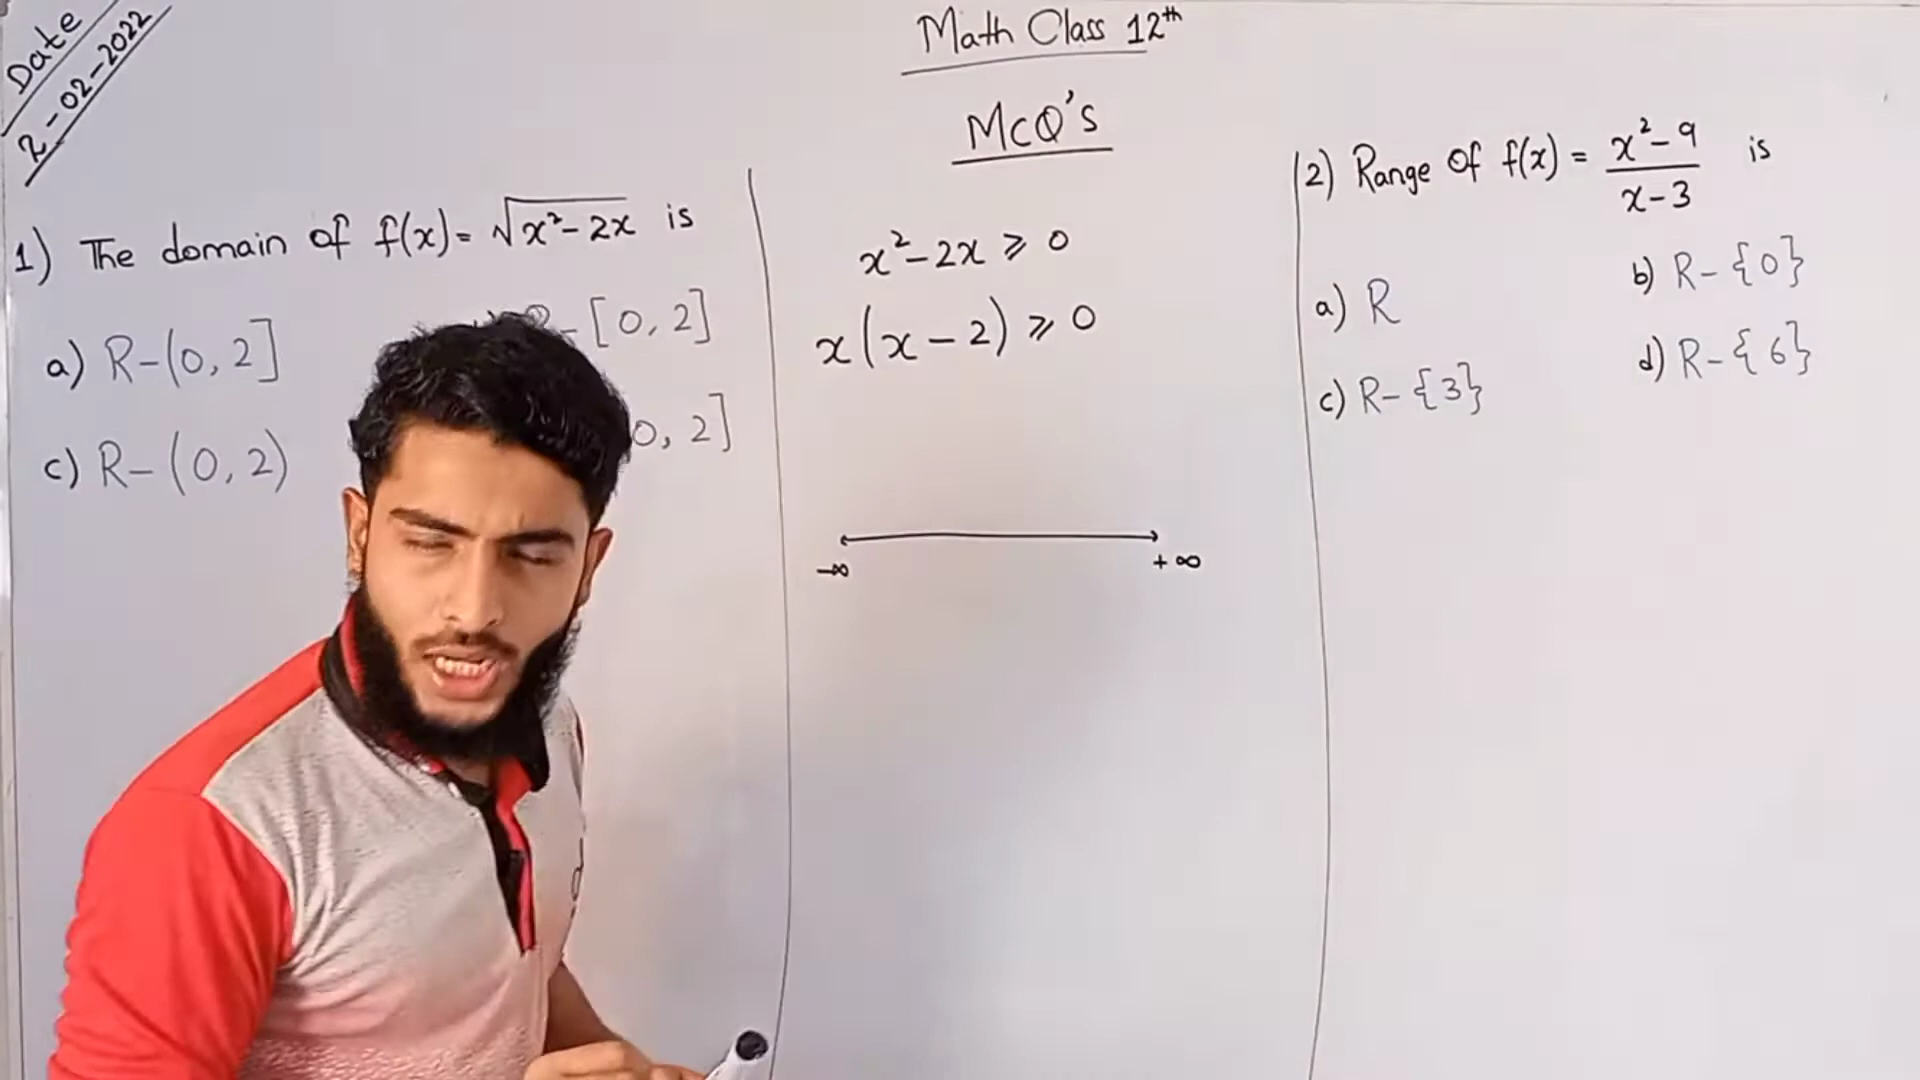 Date
2-02-2022
Math Class 12th
McQ's
1) The domain of f(x)= √x²-2x is
a) R-(0, 2]
[0, 2]
c) R-(0, 2)
0, 2]
x²-2x ⩾ 0
x(x-2) ⩾ 0
-∞ +∞
2) Range of f(x) = x²-9 / x-3 is
a) R
b) R-{0}
c) R-{3}
d) R-{6}